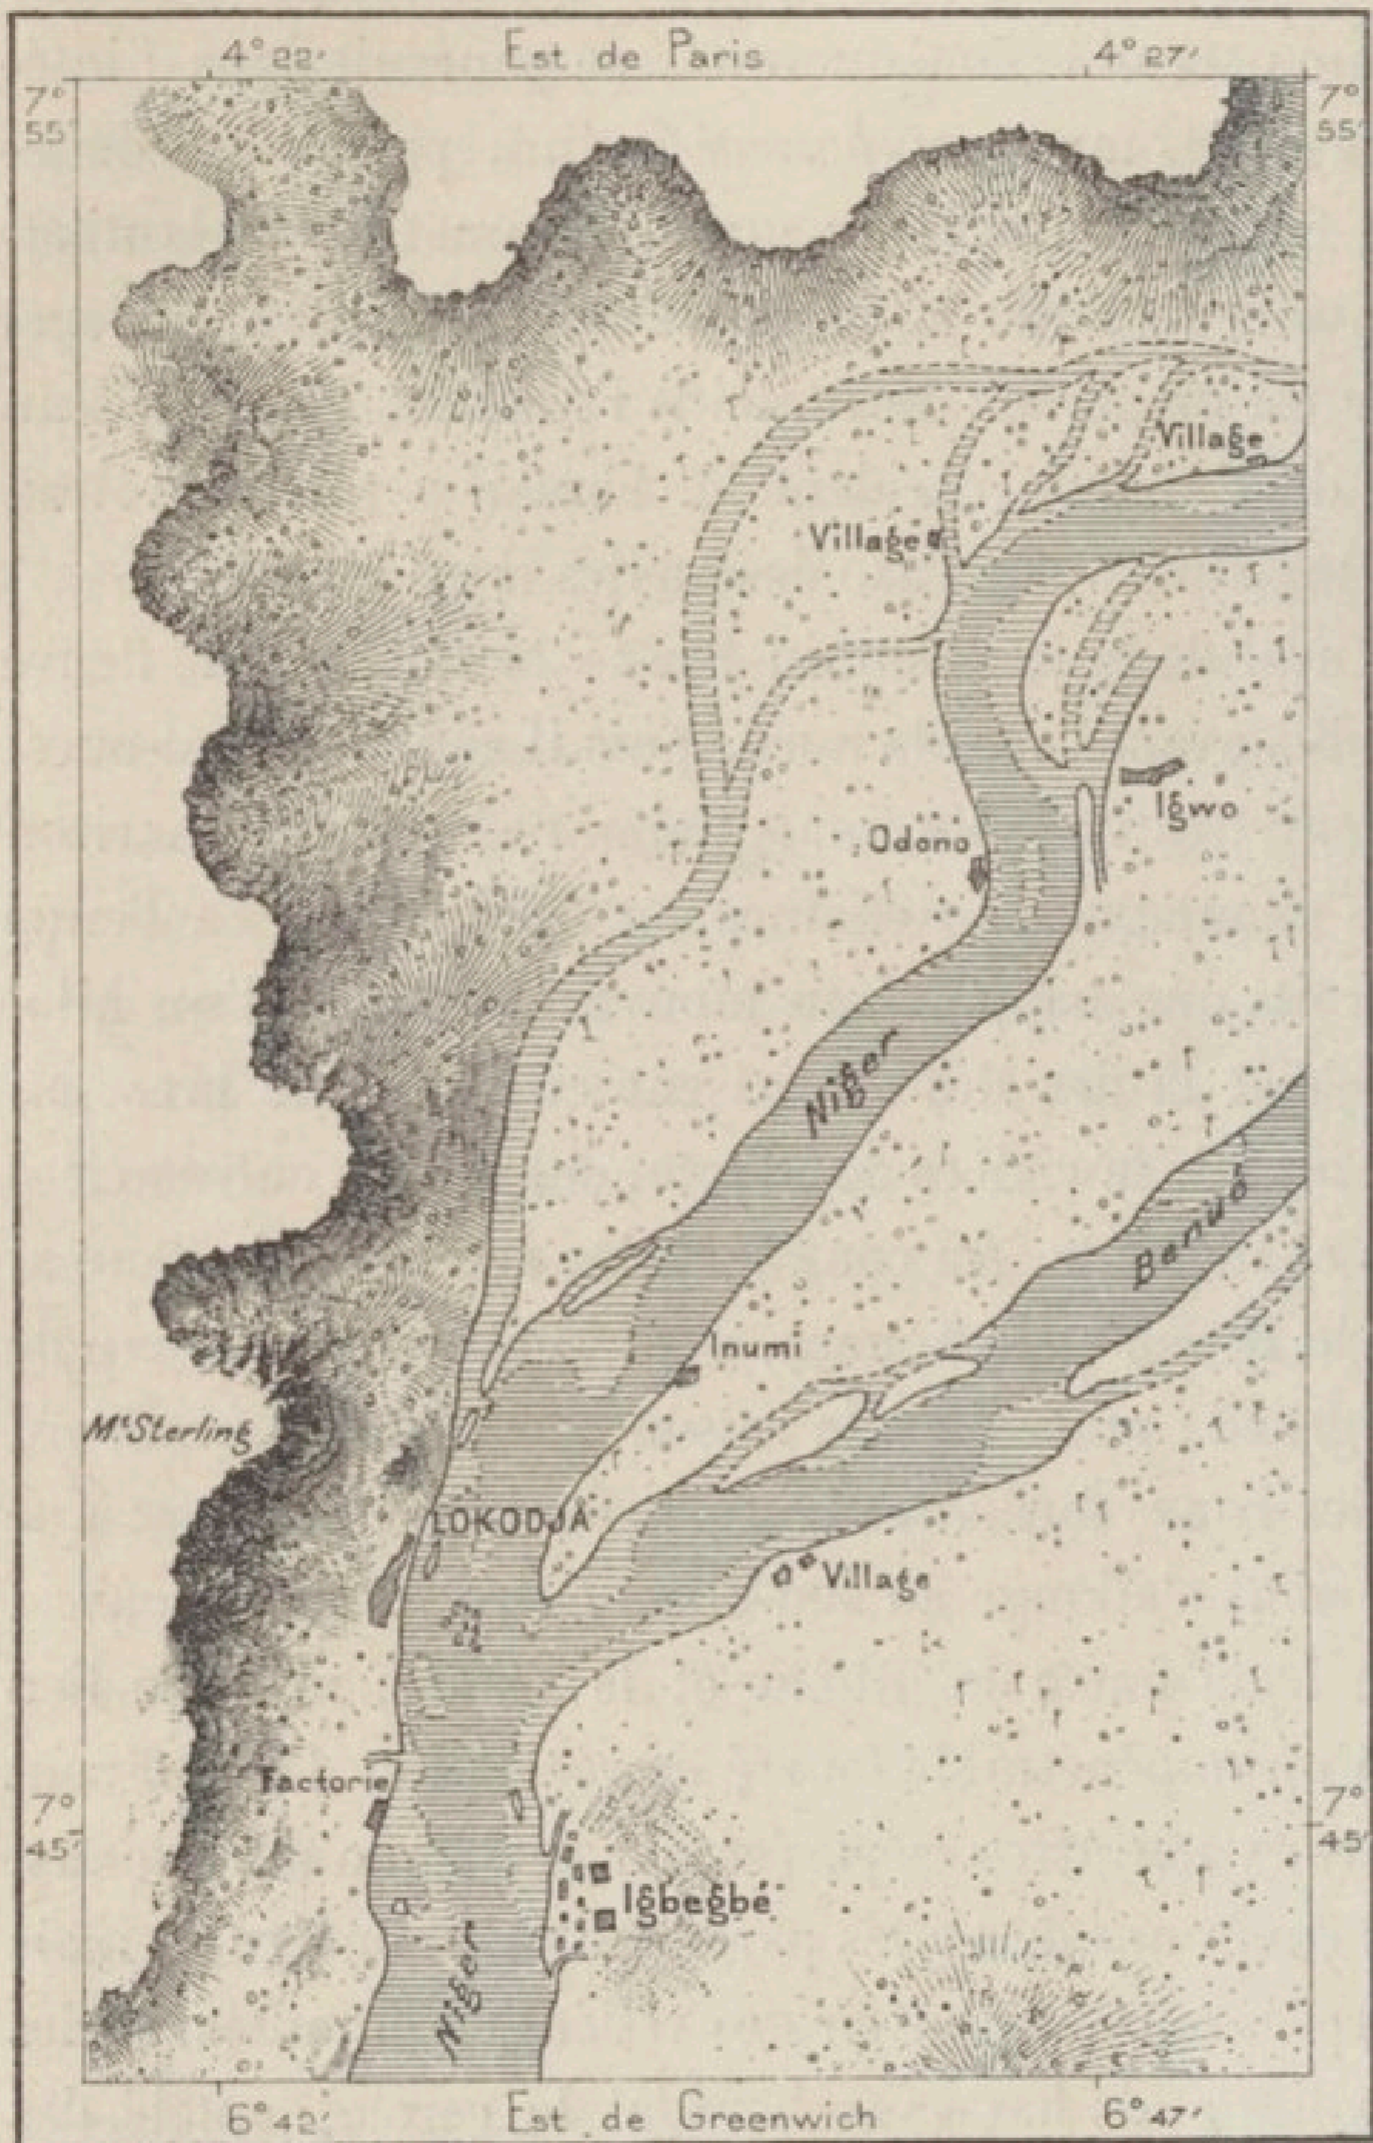 4° 22′ Est de Paris 4° 27′
7° 55′
7° 55′
Village
Village
Igwo
Odono
Niger
Benué
Inumi
Mt Sterling
LOKODJA
Village
Factorie
7° 45′
7° 45′
Igbegbé
Niger
6° 42′ Est de Greenwich 6° 47′